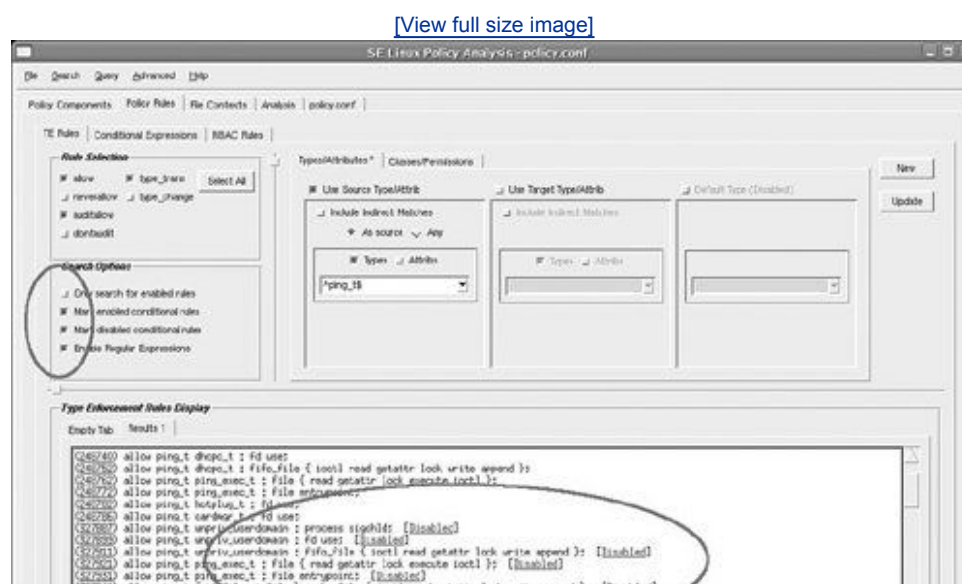 [View full size image]
SE Linux Policy Analysis - policy.conf
File Search Query Advanced Help
Policy Components Policy Rules File Contexts Analysis policy.conf
TE Rules Conditional Expressions RBAC Rules
Rule Selection
allow type_trans Select All
neverallow type_change
auditallow
dontaudit
Search Options
Only search for enabled rules
Mark enabled conditional rules
Mark disabled conditional rules
Enable Regular Expressions
Types/Attributes* Classes/Permissions
Use Source Type/Attrib
Include Indirect Matches
As source Any
Types Attribs
^ping_t$
Use Target Type/Attrib
Include Indirect Matches
Types Attribs
Default Type (Disabled)
New
Update
Type Enforcement Rules Display
Empty Tab Results 1
allow ping_t dhcpc_t : fd use;
allow ping_t dhcpc_t : fifo_file { ioctl read getattr lock write append };
allow ping_t ping_exec_t : file { read getattr lock execute ioctl };
allow ping_t ping_exec_t : file entrypoint;
allow ping_t hotplug_t : fd use;
allow ping_t cardmgr_t : fd use;
allow ping_t unpriv_userdomain : process sigchld; [Disabled]
allow ping_t unpriv_userdomain : fd use; [Disabled]
allow ping_t unpriv_userdomain : fifo_file { ioctl read getattr lock write append }; [Disabled]
allow ping_t ping_exec_t : file { read getattr lock execute ioctl }; [Disabled]
allow ping_t ping_exec_t : file entrypoint; [Disabled]